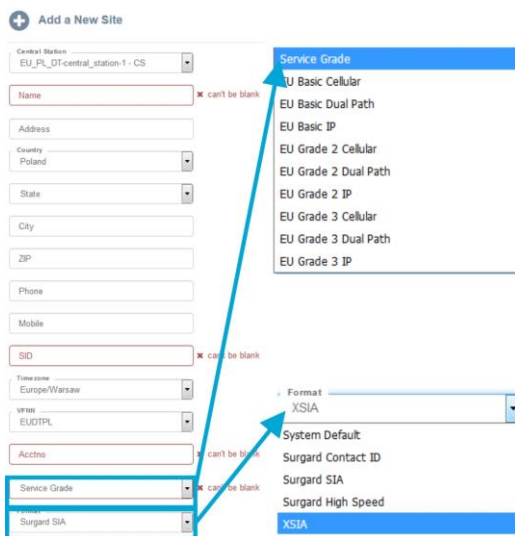 Add a New Site
Central Station
EU_PL_DT-central_station-1 - CS
Name
✖ can't be blank
Address
Country
Poland
State
City
ZIP
Phone
Mobile
SID
✖ can't be blank
Timezone
Europe/Warsaw
VFNN
EUDTPL
Acctno
✖ can't be blank
Service Grade
✖ can't be blank
Format
Surgard SIA
Service Grade
EU Basic Cellular
EU Basic Dual Path
EU Basic IP
EU Grade 2 Cellular
EU Grade 2 Dual Path
EU Grade 2 IP
EU Grade 3 Cellular
EU Grade 3 Dual Path
EU Grade 3 IP
Format
XSIA
System Default
Surgard Contact ID
Surgard SIA
Surgard High Speed
XSIA